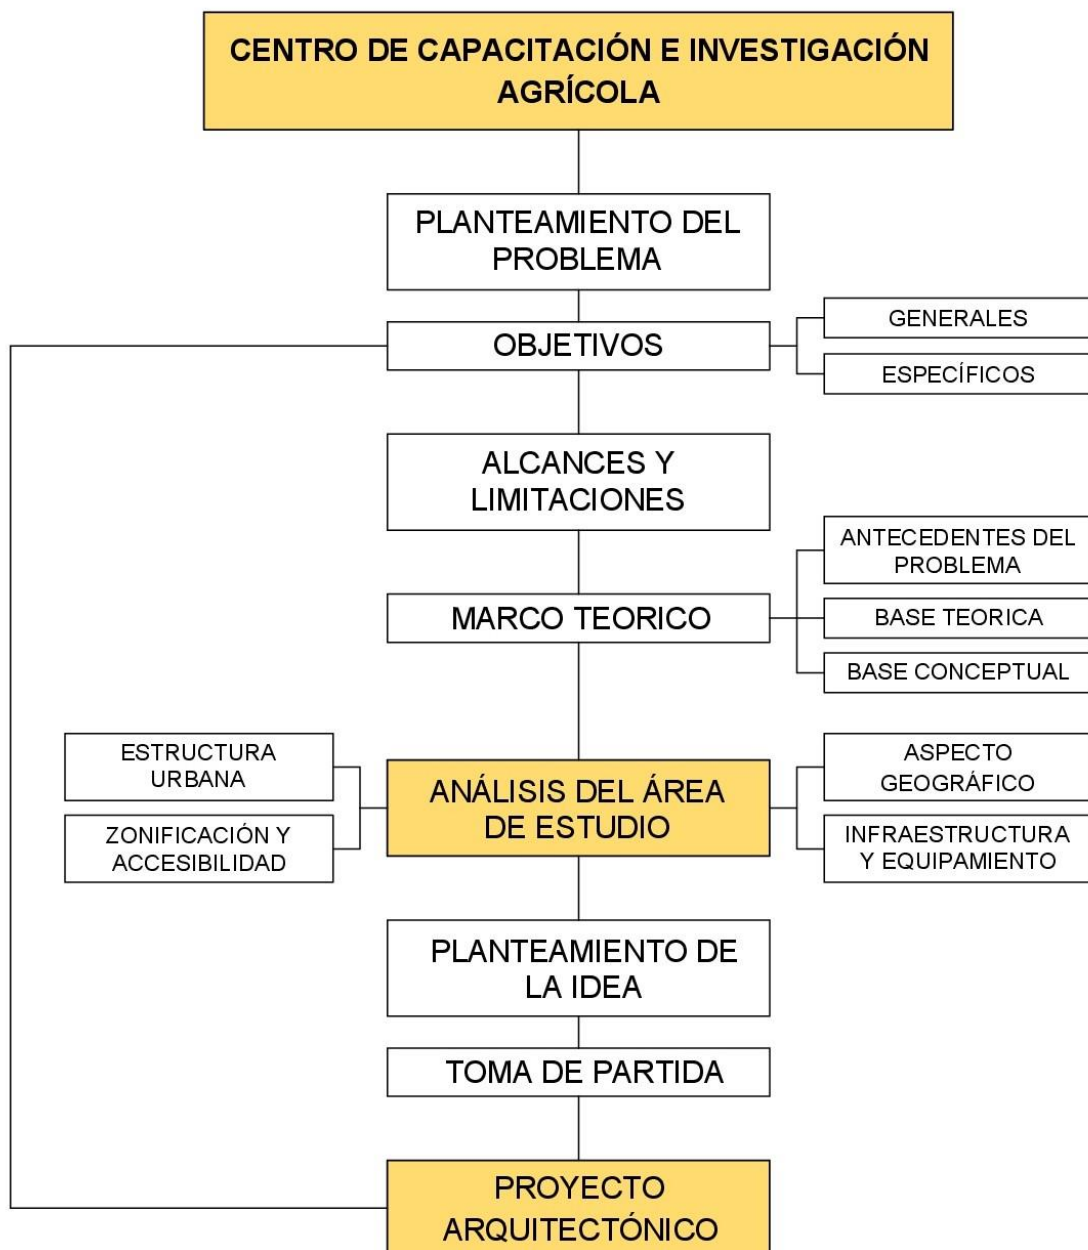 CENTRO DE CAPACITACIÓN E INVESTIGACIÓN
AGRÍCOLA
PLANTEAMIENTO DEL
PROBLEMA
OBJETIVOS
GENERALES
ESPECÍFICOS
ALCANCES Y
LIMITACIONES
MARCO TEORICO
ANTECEDENTES DEL
PROBLEMA
BASE TEORICA
BASE CONCEPTUAL
ESTRUCTURA
URBANA
ZONIFICACIÓN Y
ACCESIBILIDAD
ANÁLISIS DEL ÁREA
DE ESTUDIO
ASPECTO
GEOGRÁFICO
INFRAESTRUCTURA
Y EQUIPAMIENTO
PLANTEAMIENTO DE
LA IDEA
TOMA DE PARTIDA
PROYECTO
ARQUITECTÓNICO